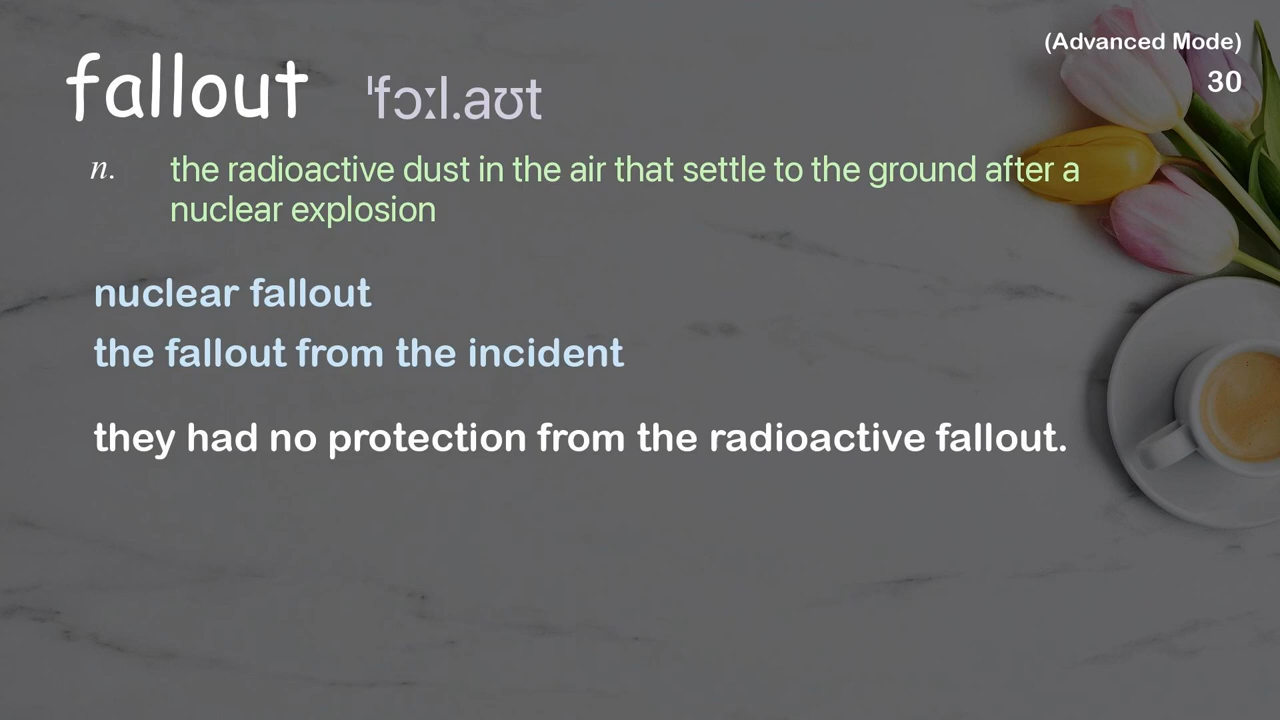 (Advanced Mode)
30
fallout ˈfɔːl.aʊt
n. the radioactive dust in the air that settle to the ground after a
nuclear explosion
nuclear fallout
the fallout from the incident
they had no protection from the radioactive fallout.